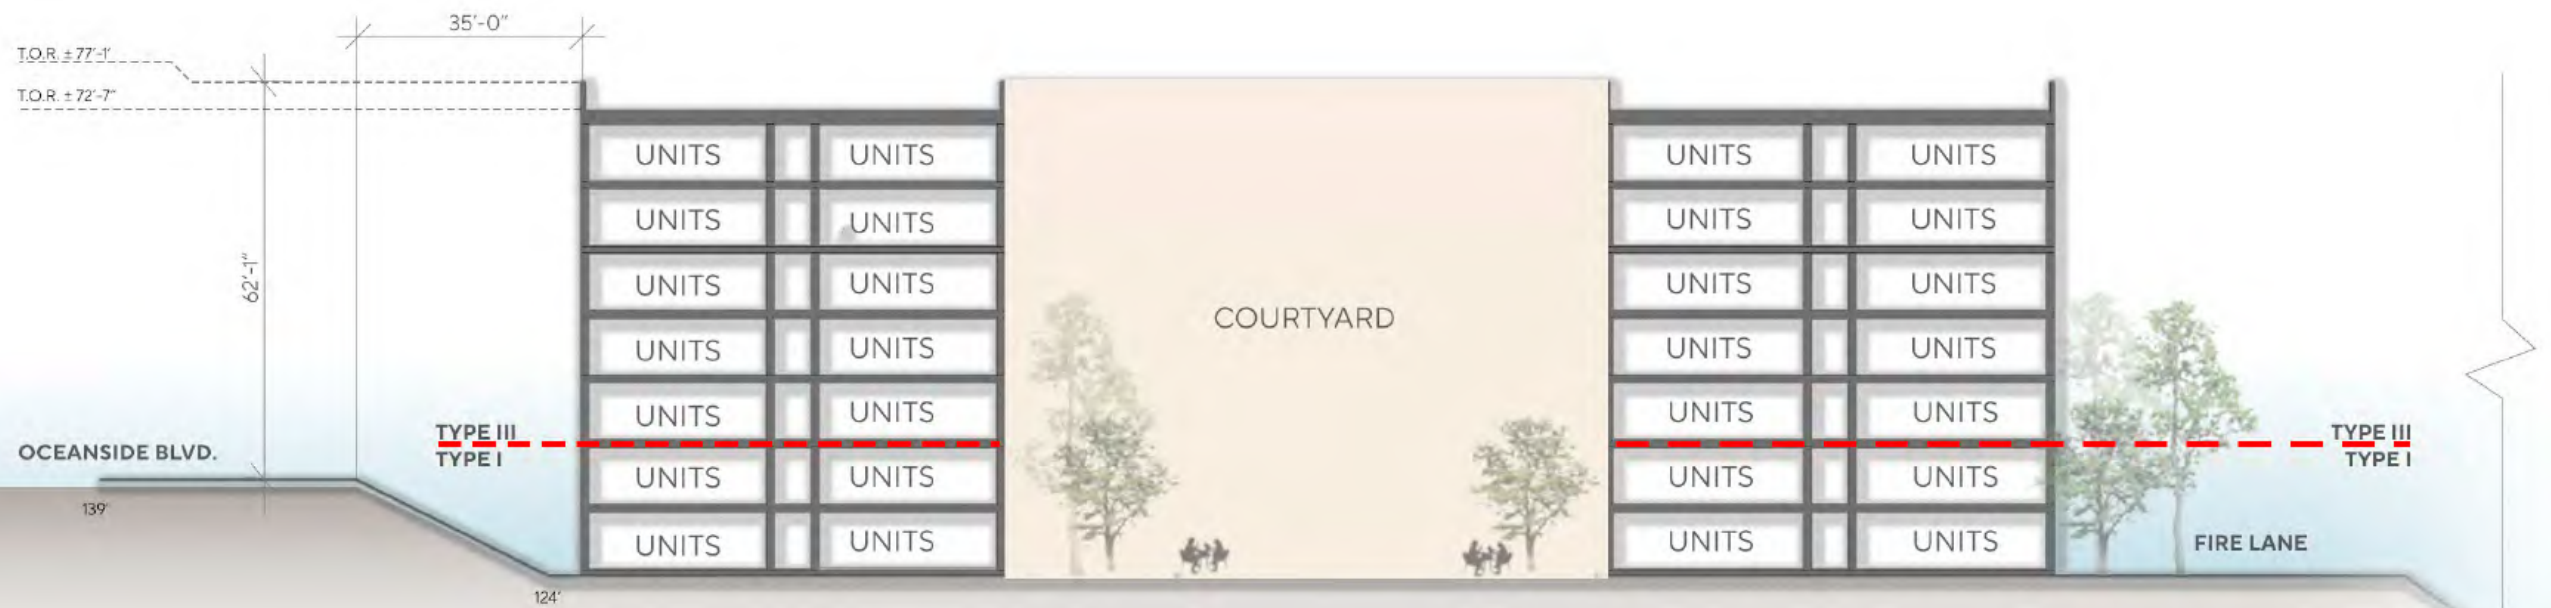 35'-0"
T.O.R. ± 77'-1'
T.O.R. ± 72'-7"
62'-1"
UNITS UNITS UNITS UNITS
UNITS UNITS UNITS UNITS
UNITS UNITS UNITS UNITS
COURTYARD
UNITS UNITS UNITS UNITS
UNITS UNITS UNITS UNITS
TYPE III TYPE III
OCEANSIDE BLVD.
TYPE I TYPE I
UNITS UNITS UNITS UNITS
139'
UNITS UNITS UNITS UNITS
FIRE LANE
124'